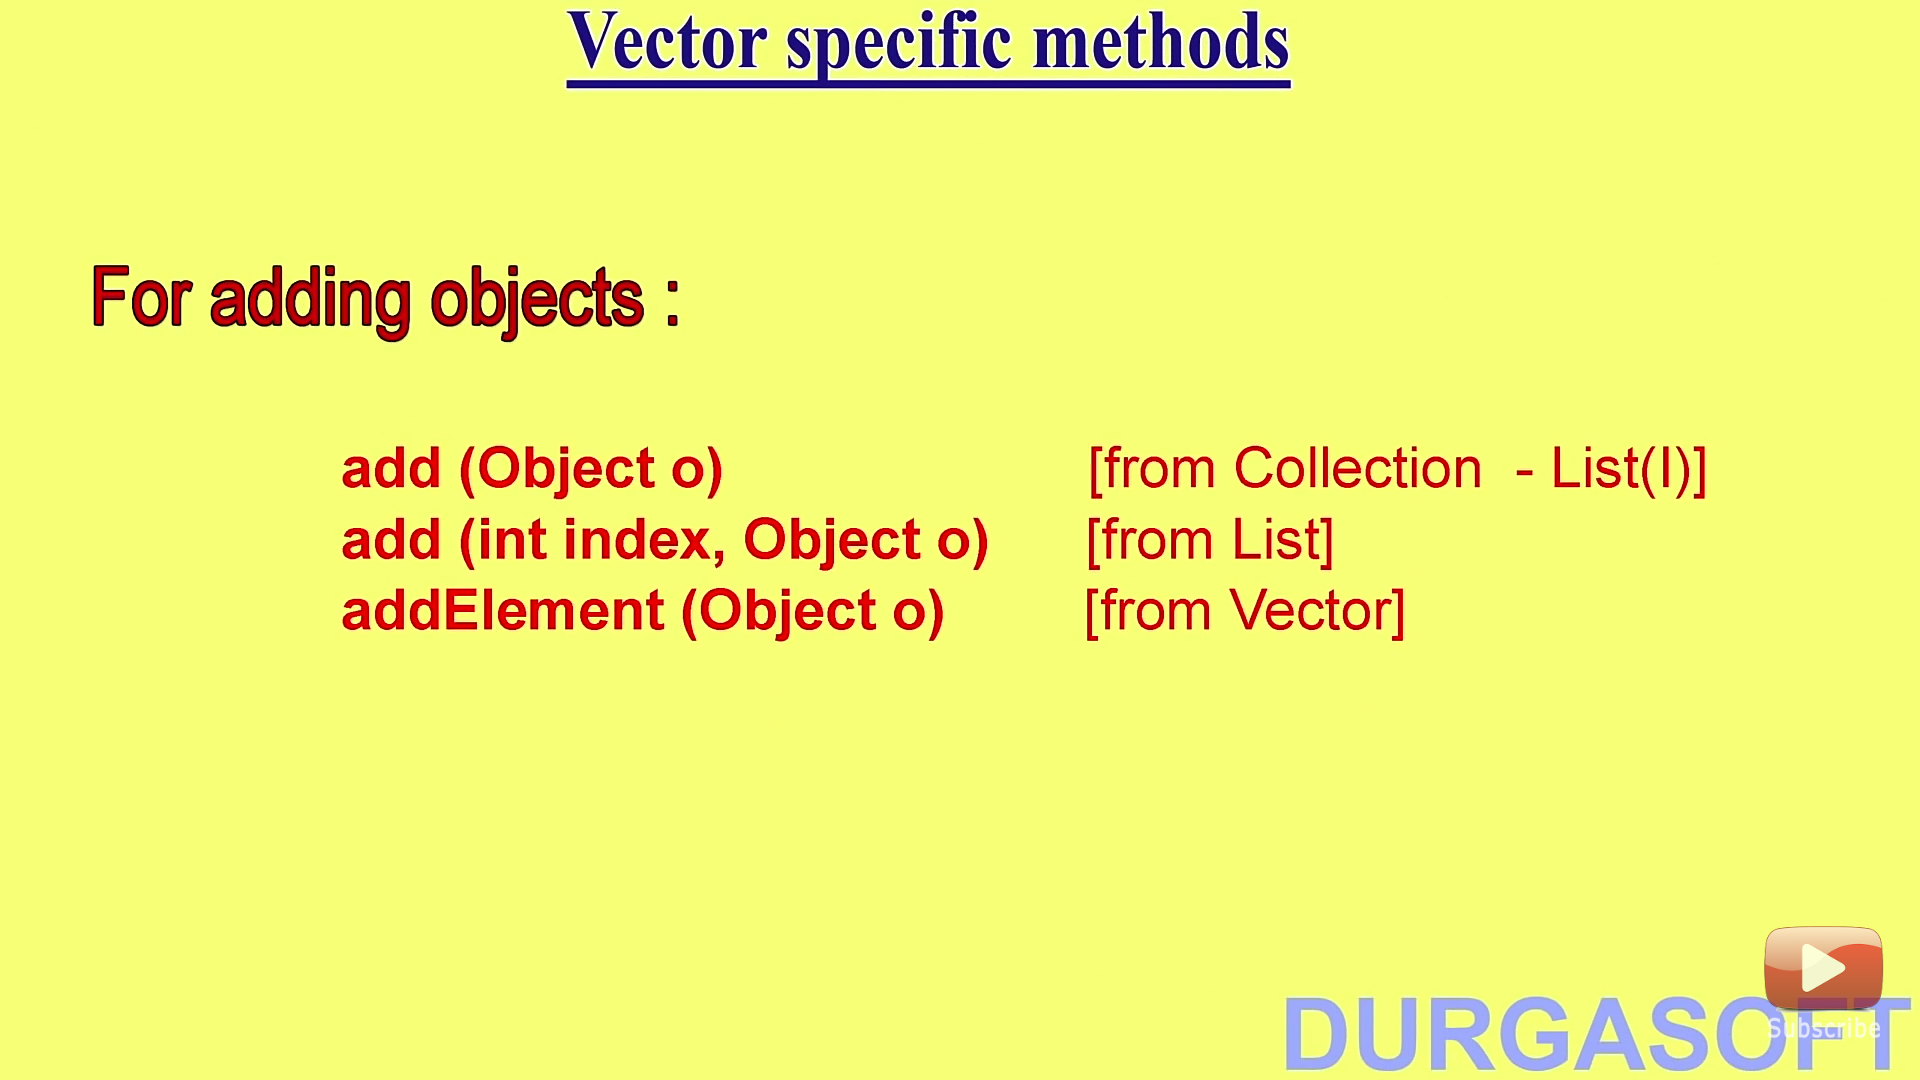 Vector specific methods
For adding objects :
add (Object o) [from Collection - List(I)]
add (int index, Object o) [from List]
addElement (Object o) [from Vector]
Subscribe
DURGASOFT